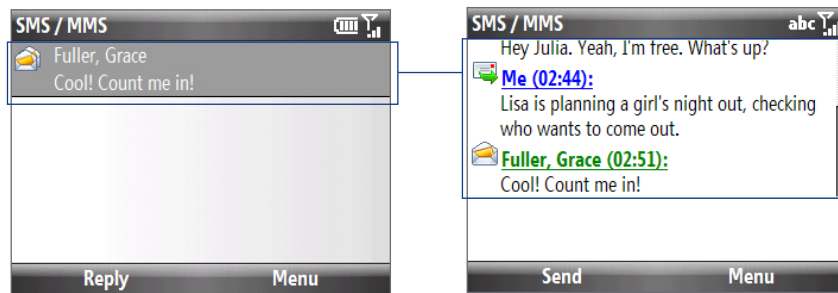 SMS / MMS
Fuller, Grace
Cool! Count me in!
Reply Menu
SMS / MMS abc
Hey Julia. Yeah, I'm free. What's up?
Me (02:44):
Lisa is planning a girl's night out, checking
who wants to come out.
Fuller, Grace (02:51):
Cool! Count me in!
Send Menu